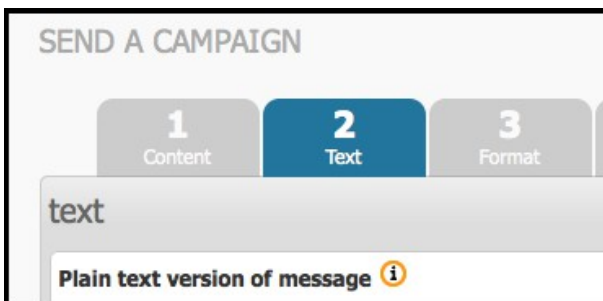 SEND A CAMPAIGN
1 2 3
Content Text Format
text
Plain text version of message